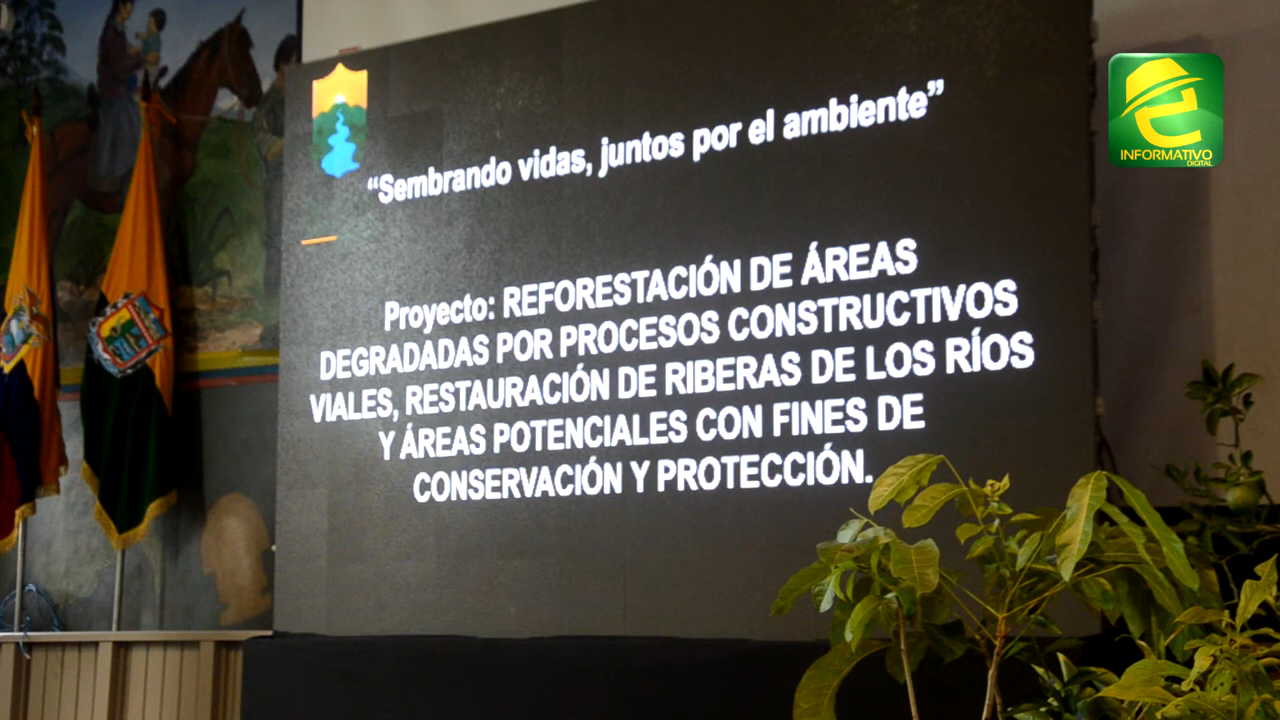 “Sembrando vidas, juntos por el ambiente”
Proyecto: REFORESTACIÓN DE ÁREAS
DEGRADADAS POR PROCESOS CONSTRUCTIVOS
VIALES, RESTAURACIÓN DE RIBERAS DE LOS RÍOS
Y ÁREAS POTENCIALES CON FINES DE
CONSERVACIÓN Y PROTECCIÓN.
e
INFORMATIVO
DIGITAL